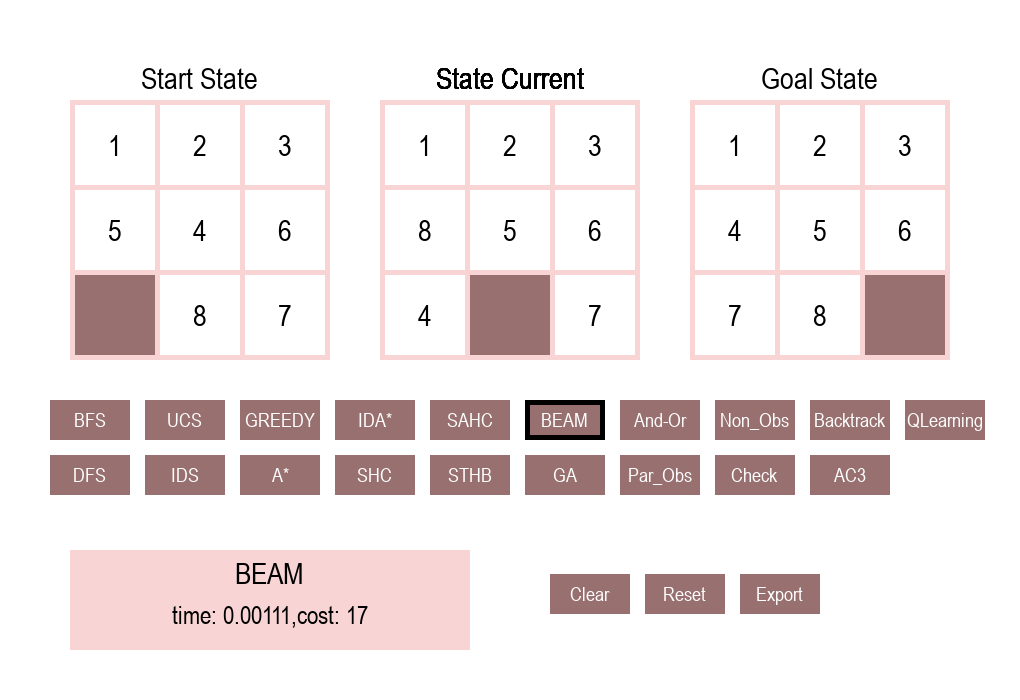 Start State State Current Goal State
1 2 3 1 2 3 1 2 3
5 4 6 8 5 6 4 5 6
8 7 4 7 7 8
BFS UCS GREEDY IDA* SAHC BEAM And-Or Non_Obs Backtrack QLearning
DFS IDS A* SHC STHB GA Par_Obs Check AC3
BEAM
time: 0.00111,cost: 17
Clear Reset Export